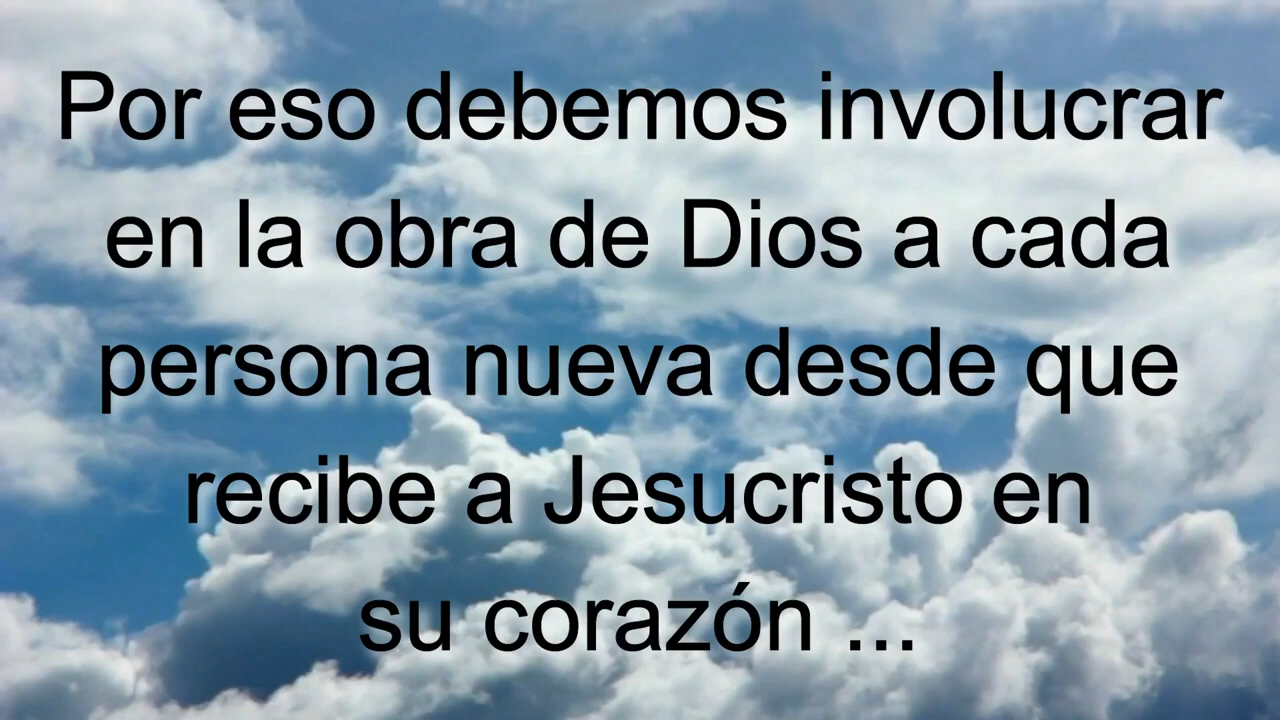 Por eso debemos involucrar
en la obra de Dios a cada
persona nueva desde que
recibe a Jesucristo en
su corazón ...